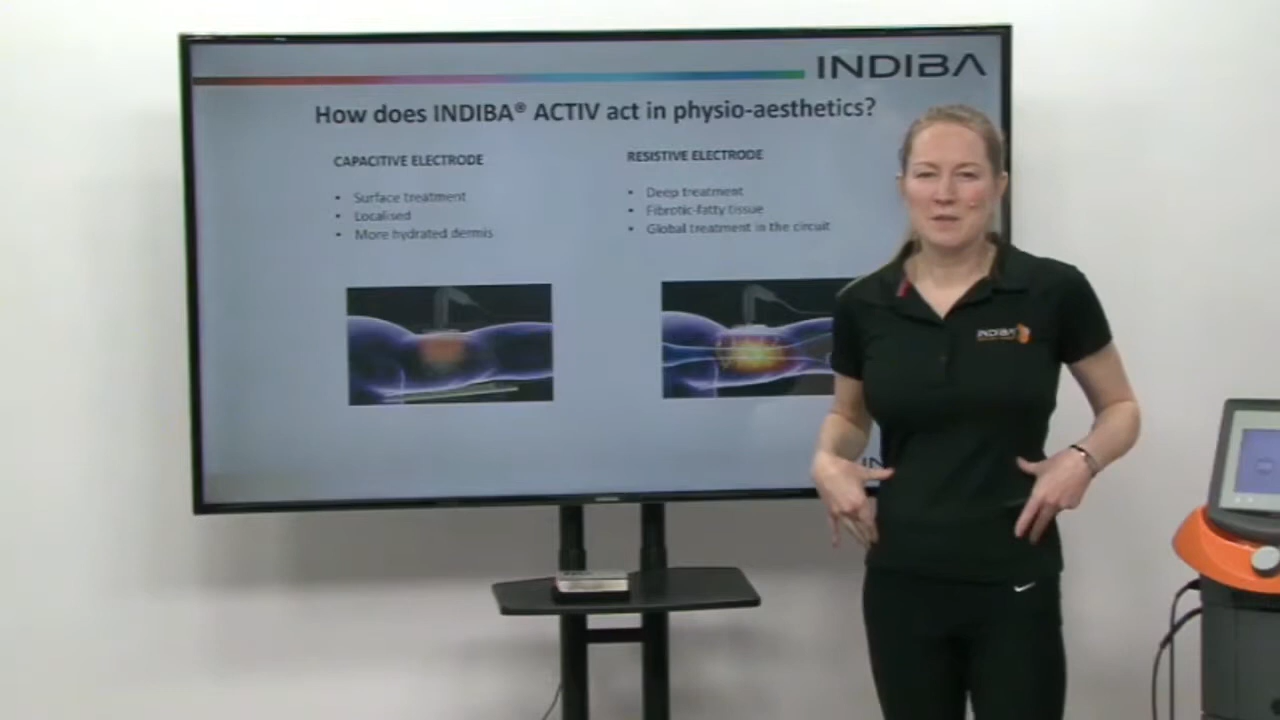 INDIBA
How does INDIBA® ACTIV act in physio-aesthetics?
CAPACITIVE ELECTRODE
• Surface treatment
• Localised
• More hydrated dermis
RESISTIVE ELECTRODE
• Deep treatment
• Fibrotic-fatty tissue
• Global treatment in the circuit
INDIBA
IN